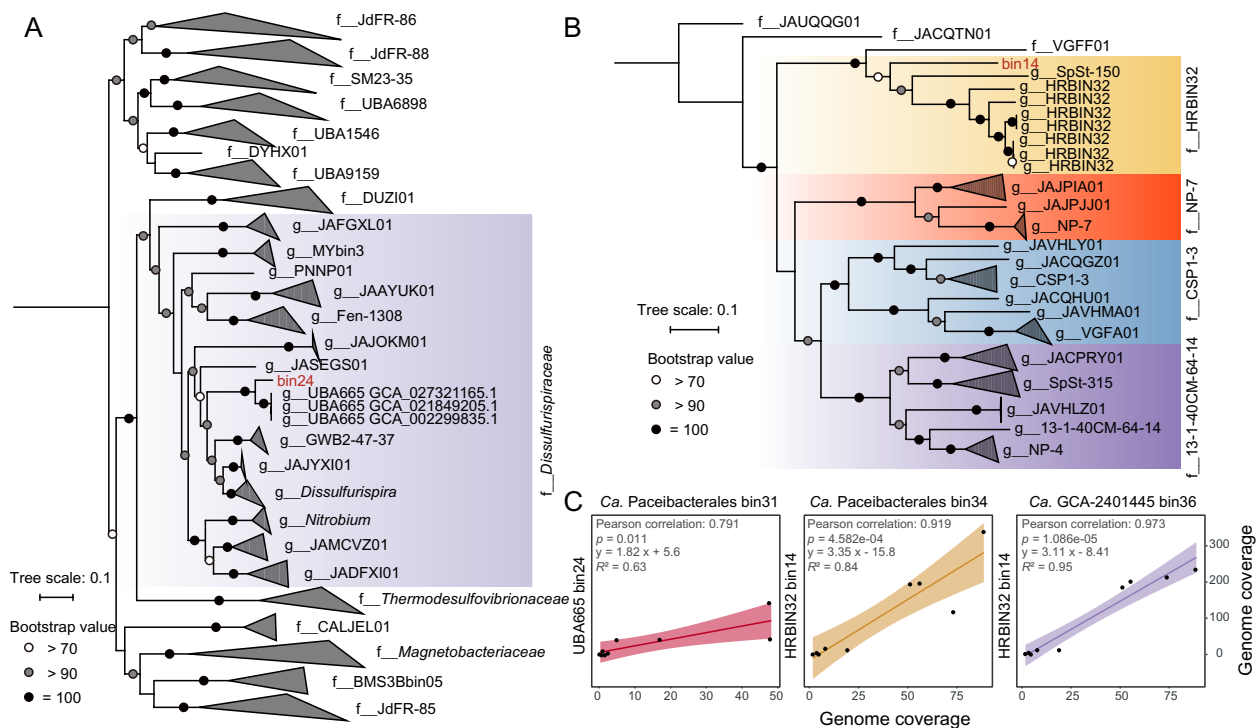 A
f__JdFR-86
f__JdFR-88
f__SM23-35
f__UBA6898
f__UBA1546
f__DYHX01
f__UBA9159
f__DUZI01
g__JAFGXL01
g__MYbin3
g__PNNP01
g__JAAYUK01
g__Fen-1308
g__JAJOKM01
g__JASEGS01
bin24
g__UBA665 GCA_027321165.1
g__UBA665 GCA_021849205.1
g__UBA665 GCA_002299835.1
g__GWB2-47-37
g__JAJYXI01
g__Dissulfurispira
g__Nitrobium
g__JAMCVZ01
g__JADFXI01
f__Dissulfurispiraceae
f__Thermodesulfovibrionaceae
f__CALJEL01
f__Magnetobacteriaceae
f__BMS3Bbin05
f__JdFR-85
Tree scale: 0.1
Bootstrap value
> 70
> 90
= 100
B
f__JAUQQG01
f__JACQTN01
f__VGFF01
bin14
g__SpSt-150
g__HRBIN32
g__HRBIN32
g__HRBIN32
g__HRBIN32
g__HRBIN32
g__HRBIN32
g__HRBIN32
f__HRBIN32
g__JAJPIA01
g__JAJPJJ01
g__NP-7
f__NP-7
g__JAVHLY01
g__JACQGZ01
g__CSP1-3
g__JACQHU01
g__JAVHMA01
g__VGFA01
f__CSP1-3
g__JACPRY01
g__SpSt-315
g__JAVHLZ01
g__13-1-40CM-64-14
g__NP-4
f__13-1-40CM-64-14
Tree scale: 0.1
Bootstrap value
> 70
> 90
= 100
C
Ca. Paceibacterales bin31
Pearson correlation: 0.791
p = 0.011
y = 1.82 x + 5.6
R² = 0.63
UBA665 bin24
0 10 20 30 40 50
Ca. Paceibacterales bin34
Pearson correlation: 0.919
p = 4.582e-04
y = 3.35 x - 15.8
R² = 0.84
HRBIN32 bin14
0 25 50 75
Ca. GCA-2401445 bin36
Pearson correlation: 0.973
p = 1.086e-05
y = 3.11 x - 8.41
R² = 0.95
HRBIN32 bin14
0 25 50 75
300
200
100
0
Genome coverage
Genome coverage